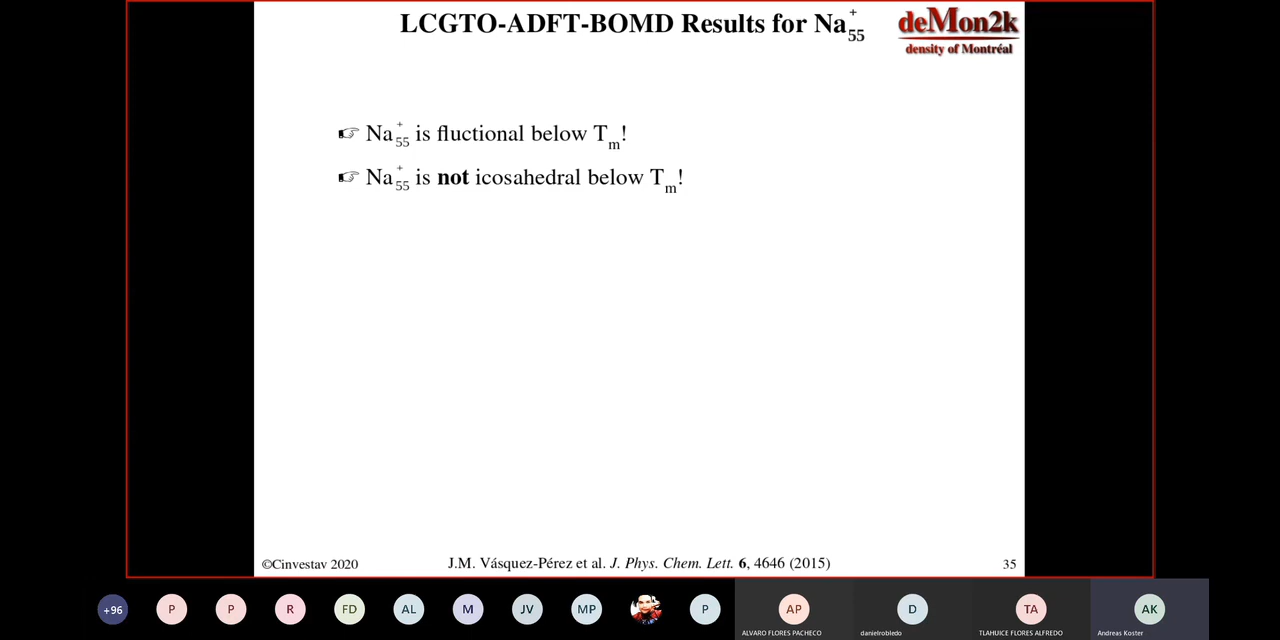 LCGTO-ADFT-BOMD Results for Na₅₅⁺
deMon2k
density of Montréal
☞ Na₅₅⁺ is fluctional below Tₘ!
☞ Na₅₅⁺ is not icosahedral below Tₘ!
©Cinvestav 2020
J.M. Vásquez-Pérez et al. J. Phys. Chem. Lett. 6, 4646 (2015)
35
+96
P
P
R
FD
AL
M
JV
MP
P
AP
D
TA
AK
ALVARO FLORES PACHECO
danielrobledo
TLAHUICE FLORES ALFREDO
Andreas Koster